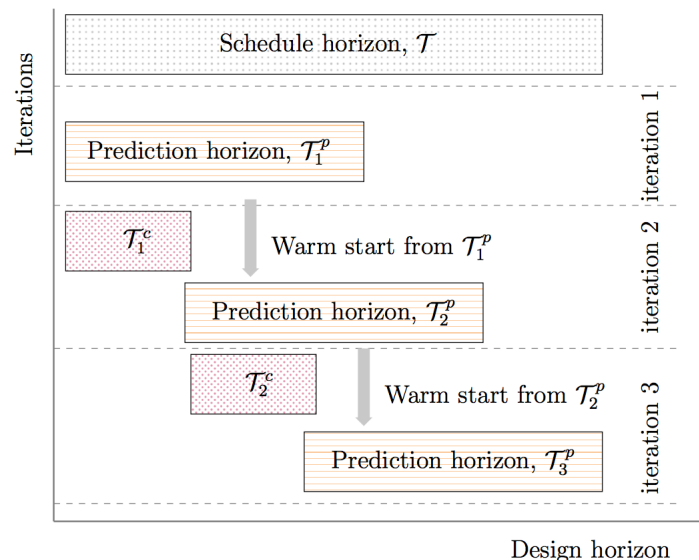 Iterations
Schedule horizon, 𝒯
iteration 1
Prediction horizon, 𝒯₁ᵖ
iteration 2
𝒯₁ᶜ
Warm start from 𝒯₁ᵖ
Prediction horizon, 𝒯₂ᵖ
iteration 3
𝒯₂ᶜ
Warm start from 𝒯₂ᵖ
Prediction horizon, 𝒯₃ᵖ
Design horizon